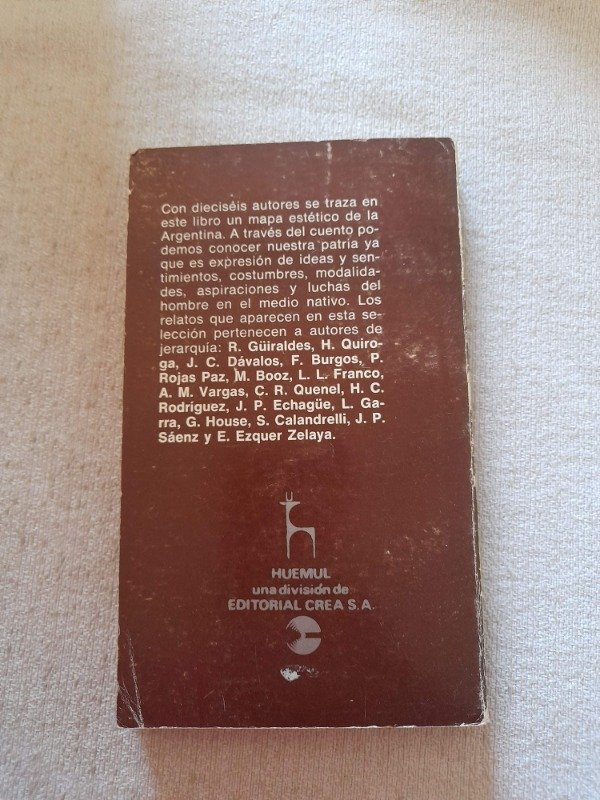 Con dieciséis autores se traza en
este libro un mapa estético de la
Argentina. A través del cuento po-
demos conocer nuestra patria ya
que es expresión de ideas y sen-
timientos, costumbres, modalida-
des, aspiraciones y luchas del
hombre en el medio nativo. Los
relatos que aparecen en esta se-
lección pertenecen a autores de
jerarquía: R. Güiraldes, H. Quiro-
ga, J. C. Dávalos, F. Burgos, P.
Rojas Paz, M. Booz, L. L. Franco,
A. M. Vargas, C. R. Quenel, H. C.
Rodríguez, J. P. Echagüe, L. Ga-
rra, G. House, S. Calandrelli, J. P.
Sáenz y E. Ezquer Zelaya.
HUEMUL
una división de
EDITORIAL CREA S.A.